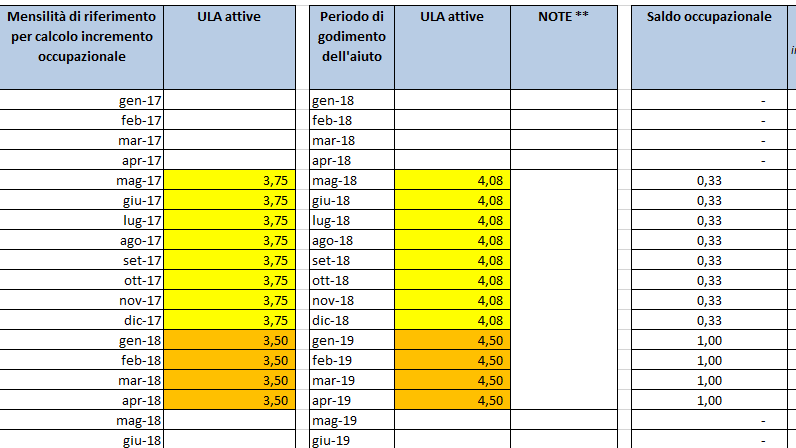 Mensilità di riferimento per calcolo incremento occupazionale ULA attive Periodo di godimento dell'aiuto ULA attive NOTE ** Saldo occupazionale
gen-17 gen-18 -
feb-17 feb-18 -
mar-17 mar-18 -
apr-17 apr-18 -
mag-17 3,75 mag-18 4,08 0,33
giu-17 3,75 giu-18 4,08 0,33
lug-17 3,75 lug-18 4,08 0,33
ago-17 3,75 ago-18 4,08 0,33
set-17 3,75 set-18 4,08 0,33
ott-17 3,75 ott-18 4,08 0,33
nov-17 3,75 nov-18 4,08 0,33
dic-17 3,75 dic-18 4,08 0,33
gen-18 3,50 gen-19 4,50 1,00
feb-18 3,50 feb-19 4,50 1,00
mar-18 3,50 mar-19 4,50 1,00
apr-18 3,50 apr-19 4,50 1,00
mag-18 mag-19 -
giu-18 giu-19 -